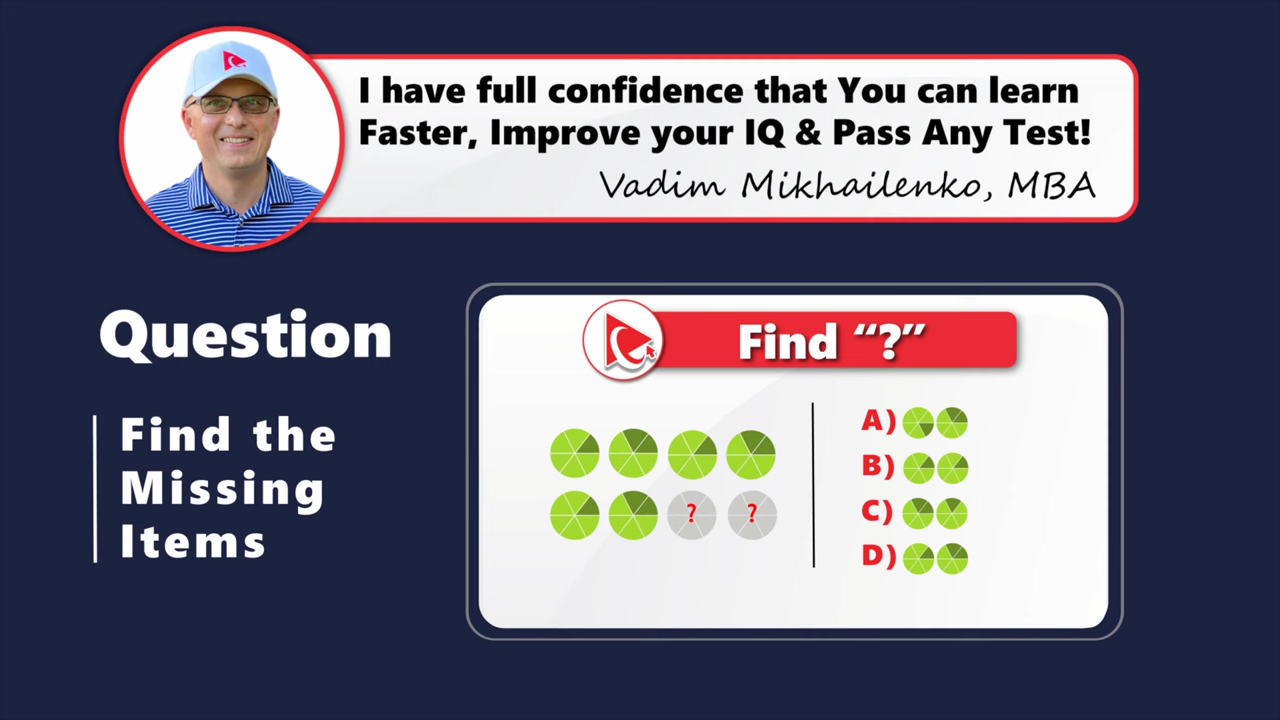 I have full confidence that You can learn
Faster, Improve your IQ & Pass Any Test!
Vadim Mikhailenko, MBA
Question
Find the
Missing
Items
Find “?”
? ?
A)
B)
C)
D)